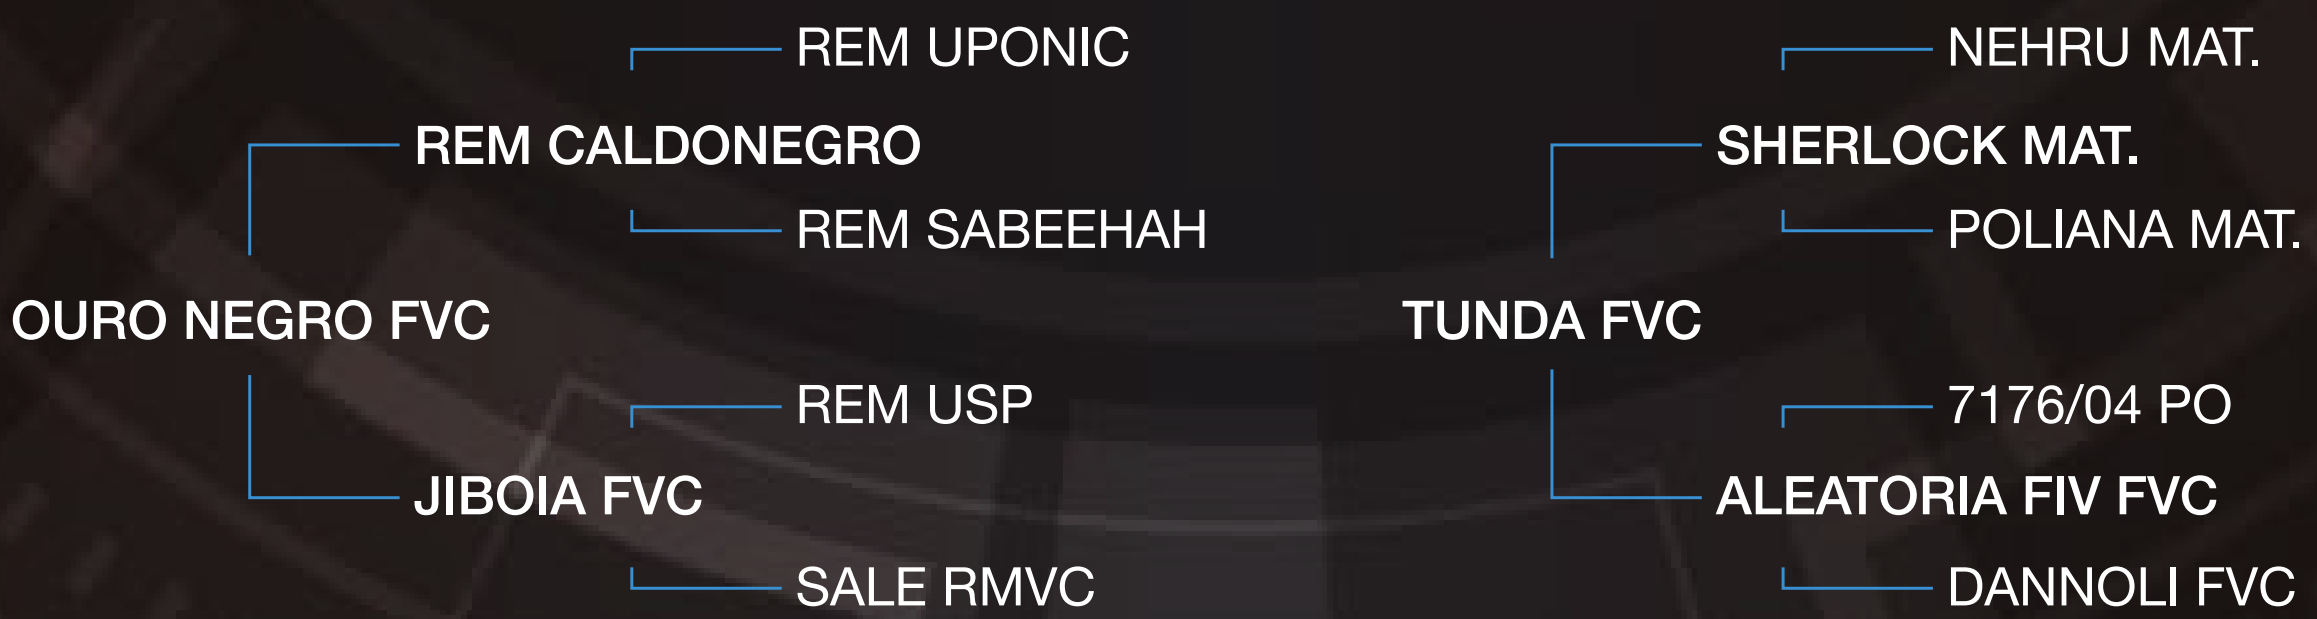 REM UPONIC
REM CALDONEGRO
REM SABEEHAH
OURO NEGRO FVC
REM USP
JIBOIA FVC
SALE RMVC
NEHRU MAT.
SHERLOCK MAT.
POLIANA MAT.
TUNDA FVC
7176/04 PO
ALEATORIA FIV FVC
DANNOLI FVC